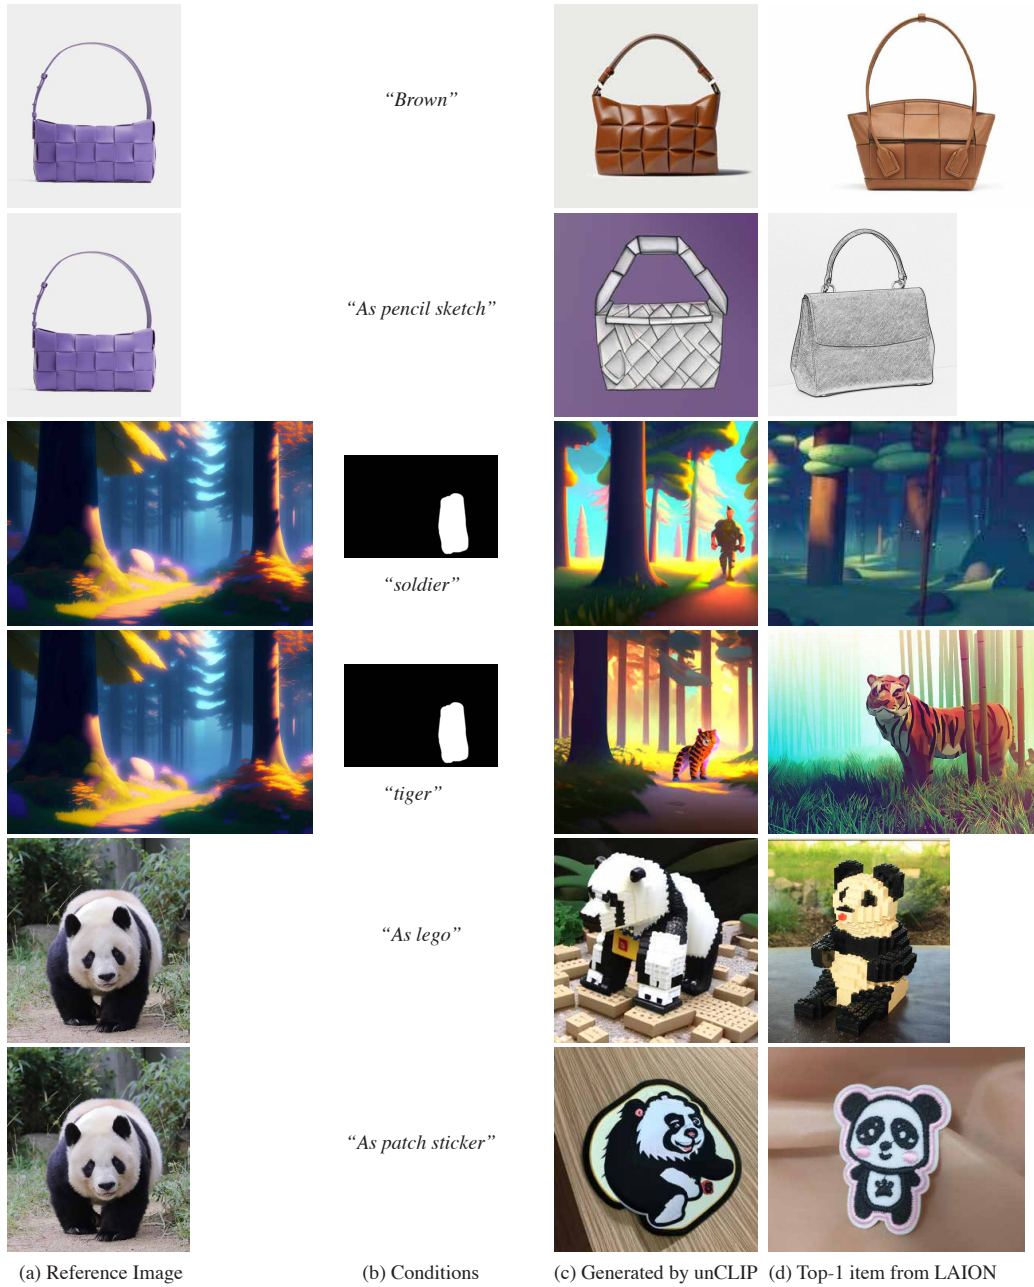 “Brown”
“As pencil sketch”
“soldier”
“tiger”
“As lego”
“As patch sticker”
(a) Reference Image
(b) Conditions
(c) Generated by unCLIP
(d) Top-1 item from LAION